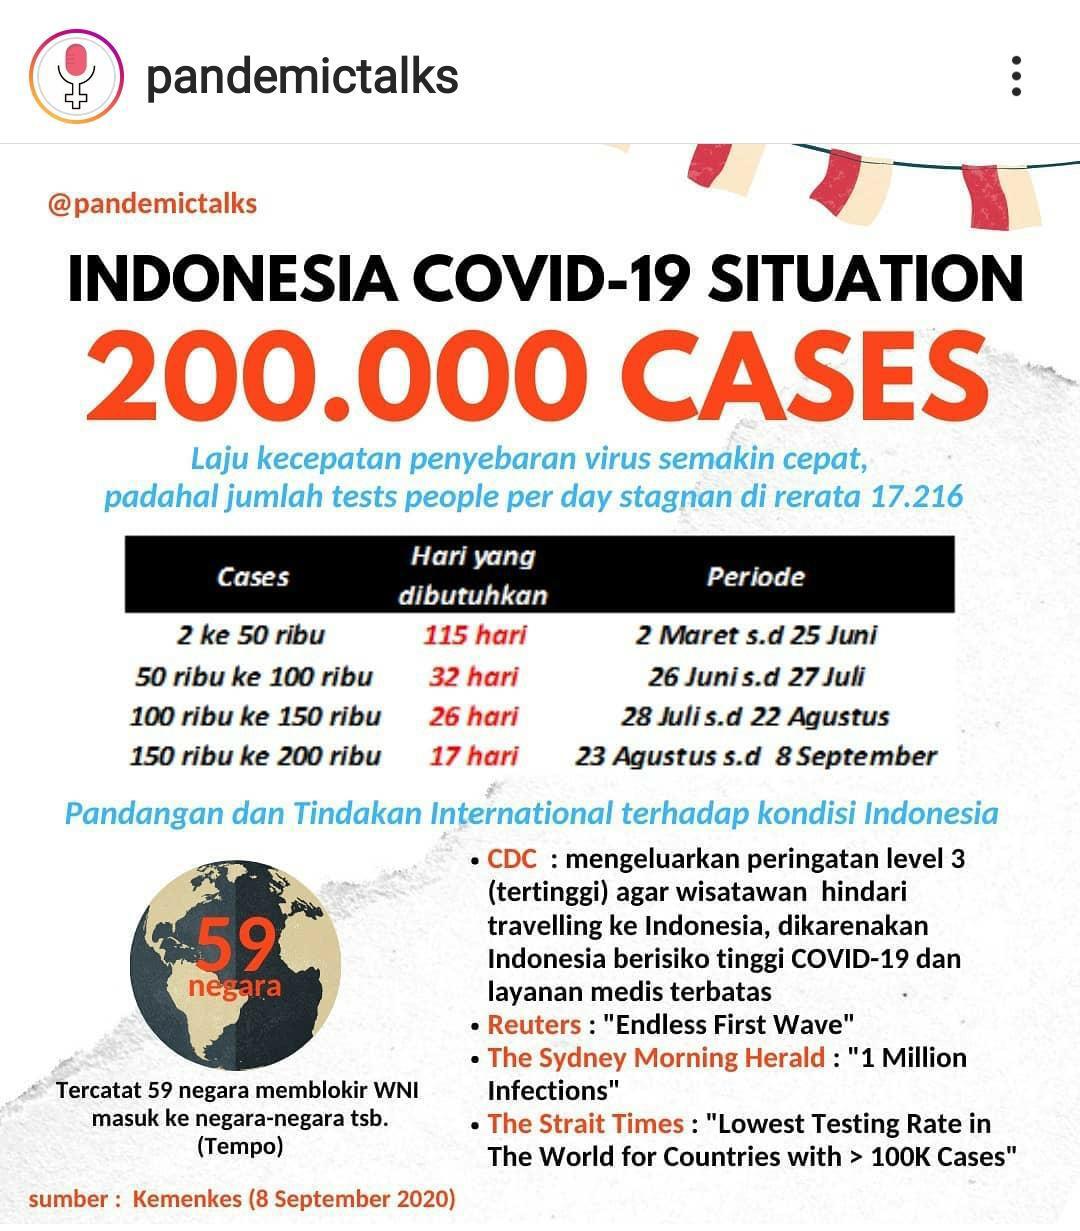 pandemictalks
@pandemictalks
INDONESIA COVID-19 SITUATION
200.000 CASES
Laju kecepatan penyebaran virus semakin cepat,
padahal jumlah tests people per day stagnan di rerata 17.216
Cases Hari yang dibutuhkan Periode
2 ke 50 ribu 115 hari 2 Maret s.d 25 Juni
50 ribu ke 100 ribu 32 hari 26 Juni s.d 27 Juli
100 ribu ke 150 ribu 26 hari 28 Juli s.d 22 Agustus
150 ribu ke 200 ribu 17 hari 23 Agustus s.d 8 September
Pandangan dan Tindakan International terhadap kondisi Indonesia
59
negara
Tercatat 59 negara memblokir WNI
masuk ke negara-negara tsb.
(Tempo)
• CDC : mengeluarkan peringatan level 3
(tertinggi) agar wisatawan hindari
travelling ke Indonesia, dikarenakan
Indonesia berisiko tinggi COVID-19 dan
layanan medis terbatas
• Reuters : "Endless First Wave"
• The Sydney Morning Herald : "1 Million
Infections"
• The Strait Times : "Lowest Testing Rate in
The World for Countries with > 100K Cases"
sumber : Kemenkes (8 September 2020)